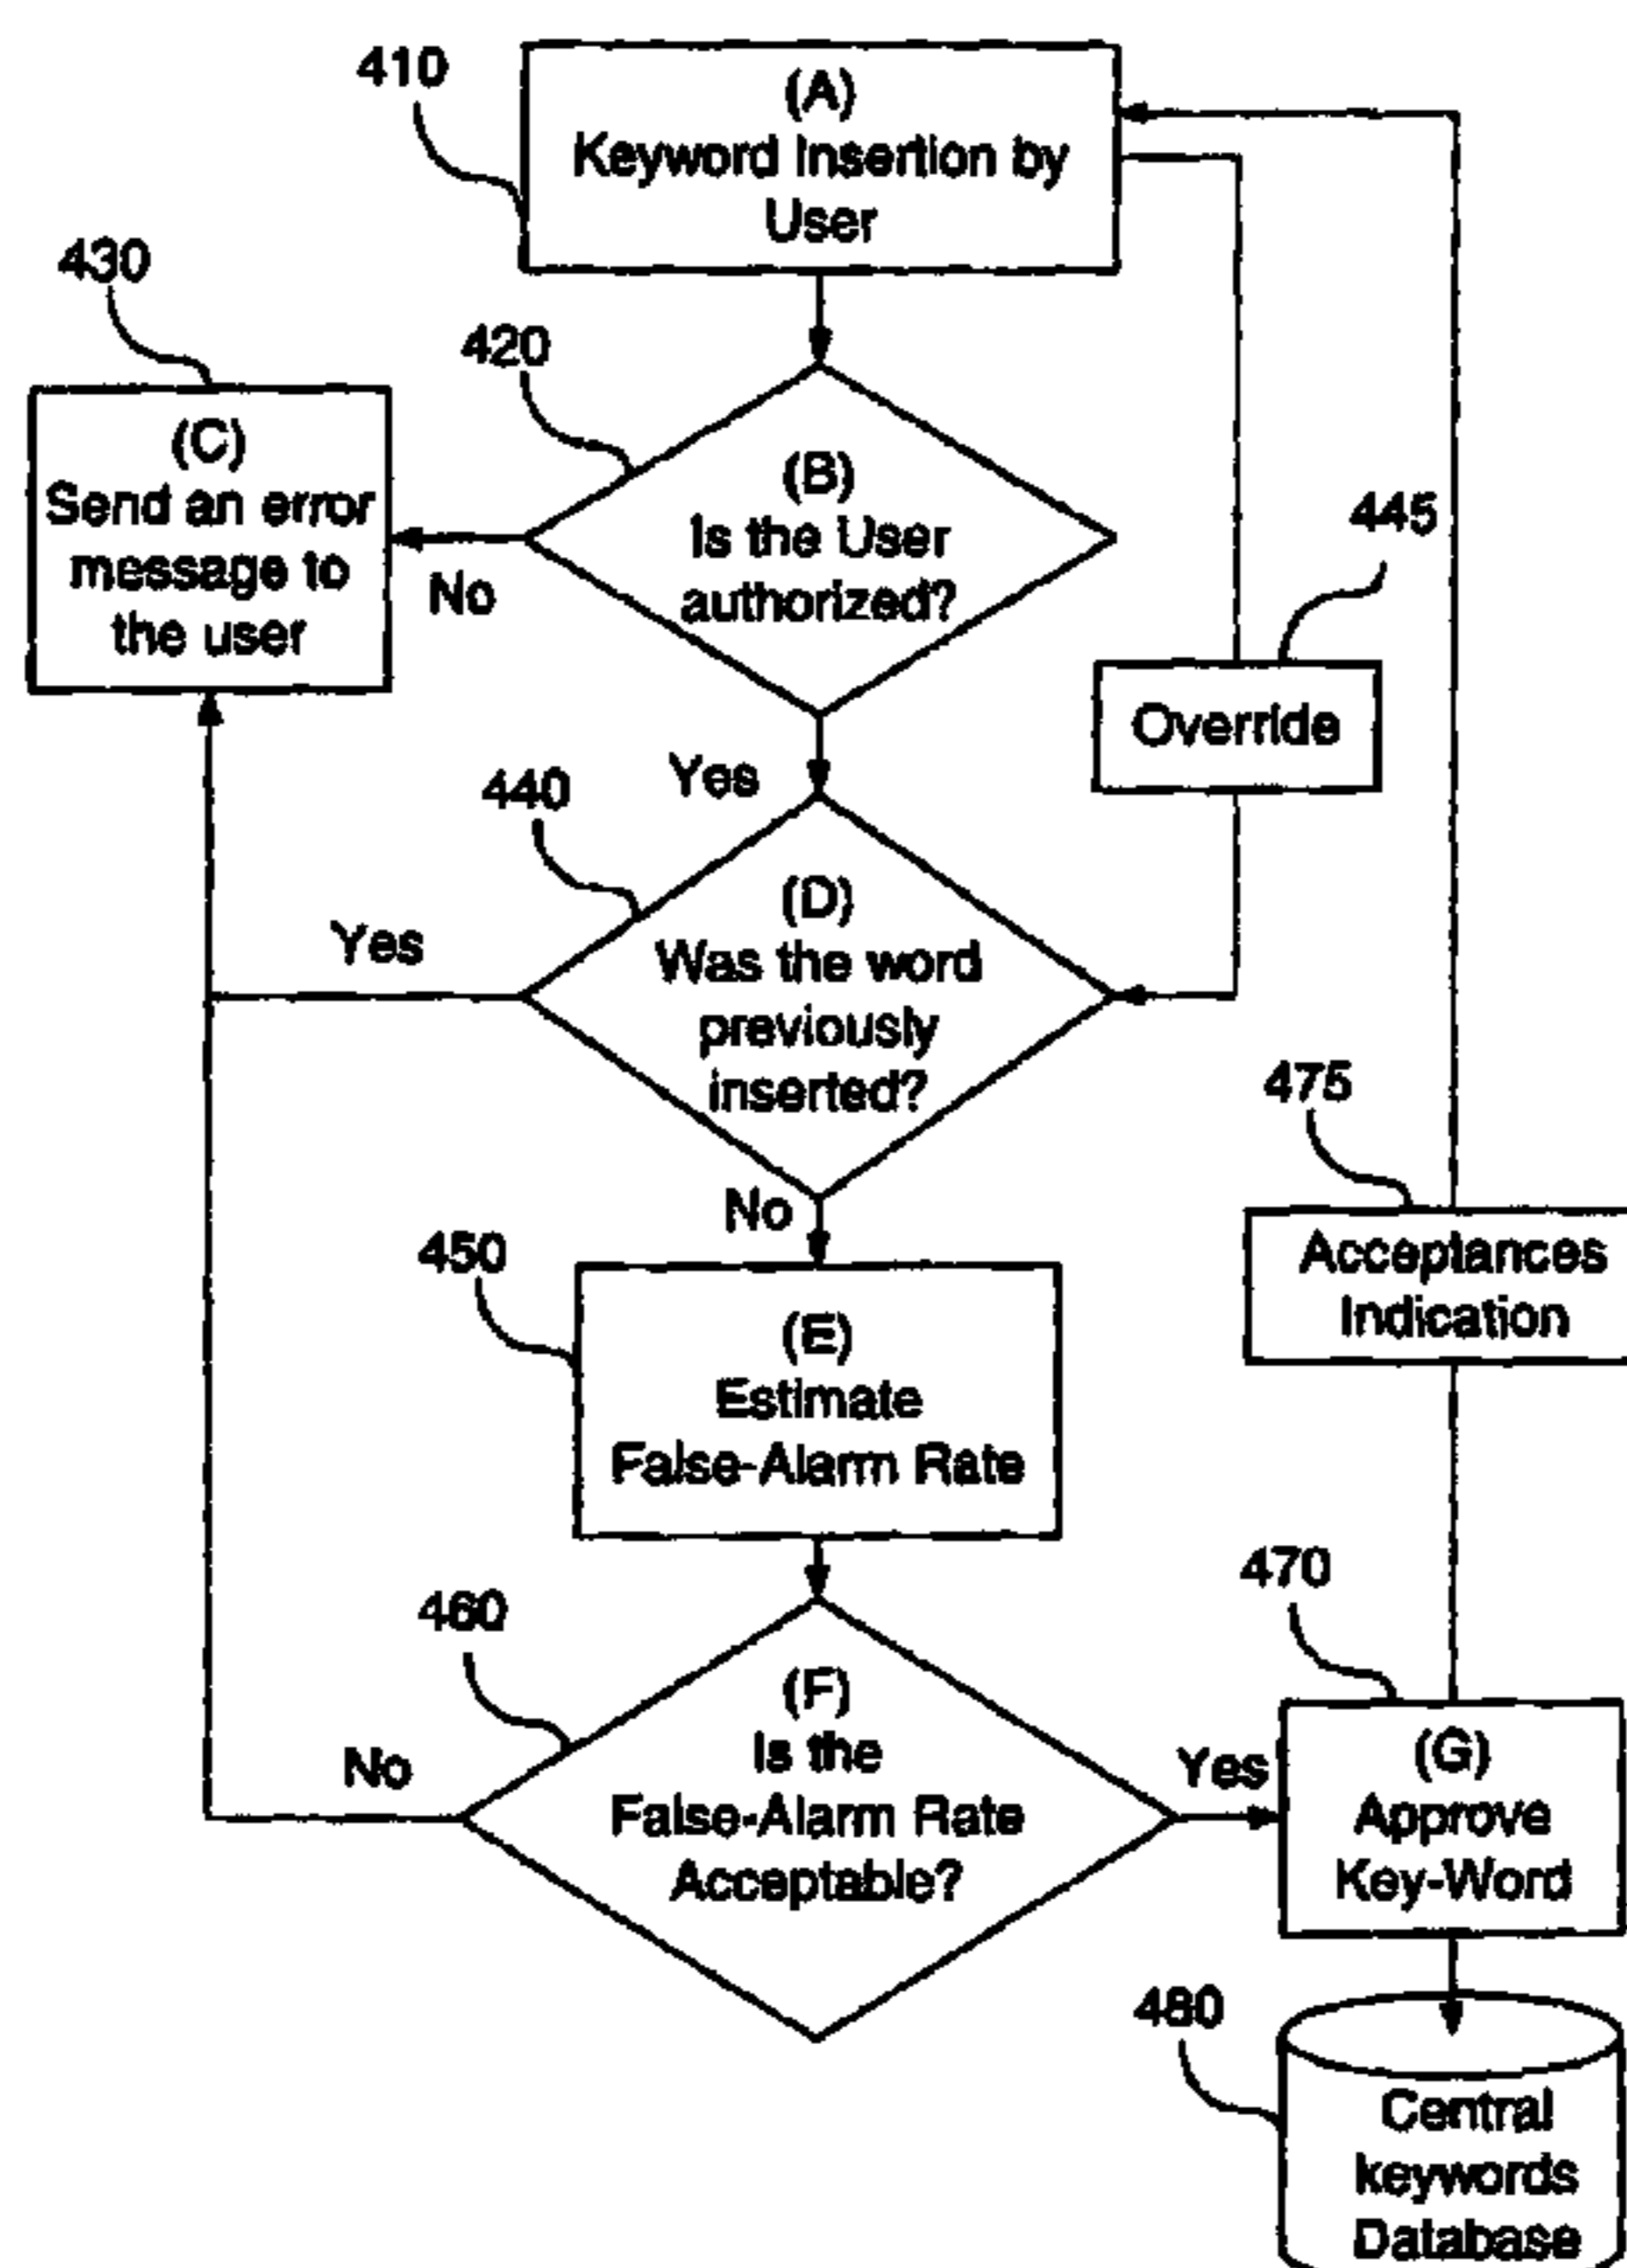 410
(A)
Keyword Insertion by
User
430
420
(C)
Send an error
message to
the user
(B)
Is the User
authorized?
No
445
Override
Yes
440
(D)
Was the word
previously
inserted?
Yes
475
No
Acceptances
Indication
450
(E)
Estimate
False-Alarm Rate
470
460
(F)
Is the
False-Alarm Rate
Acceptable?
No
Yes
(G)
Approve
Key-Word
480
Central
keywords
Database